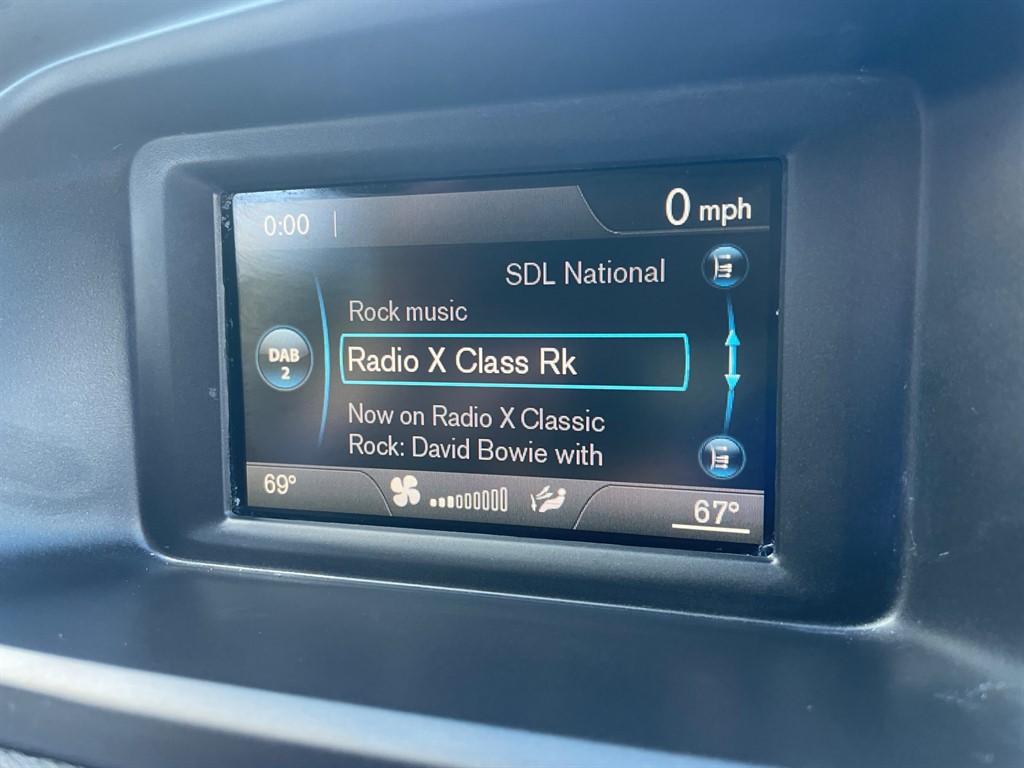 0:00
0 mph
SDL National
Rock music
DAB
2
Radio X Class Rk
Now on Radio X Classic
Rock: David Bowie with
69°
67°